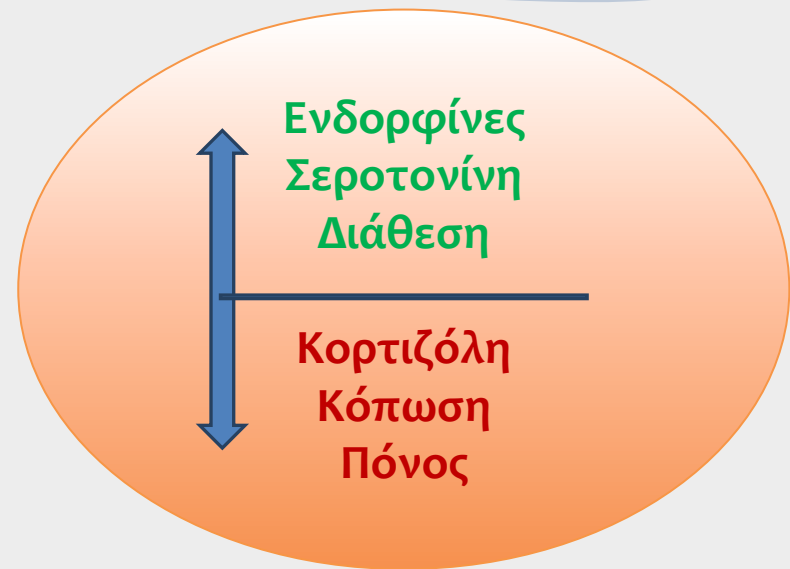 Ενδορφίνες
Σεροτονίνη
Διάθεση
Κορτιζόλη
Κόπωση
Πόνος